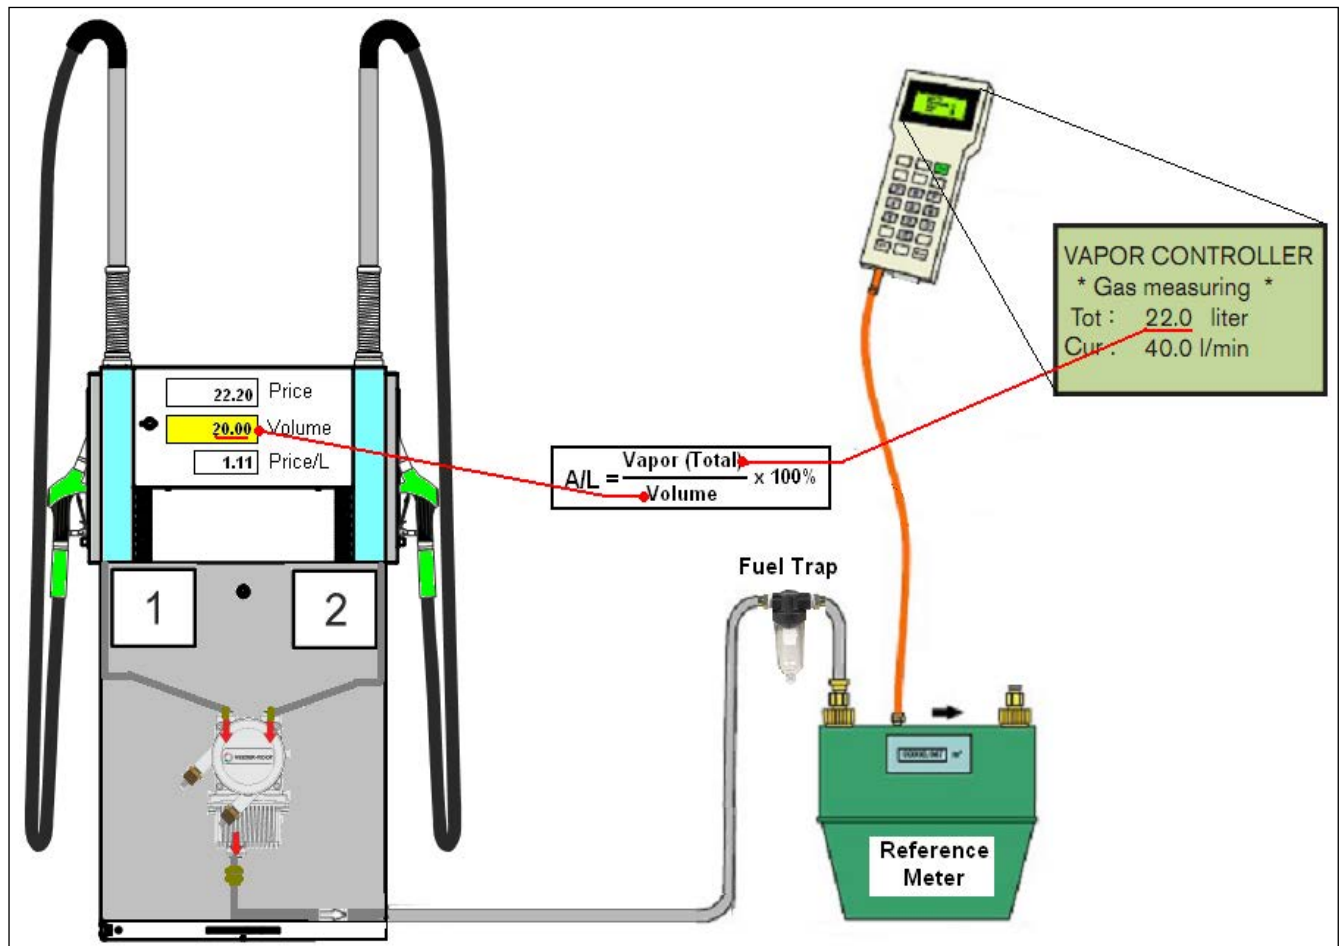 22.20 Price
20.00 Volume
1.11 Price/L
1
2
A/L = Vapor (Total) x 100%
Volume
VAPOR CONTROLLER
* Gas measuring *
Tot : 22.0 liter
Cur : 40.0 l/min
Fuel Trap
Reference
Meter